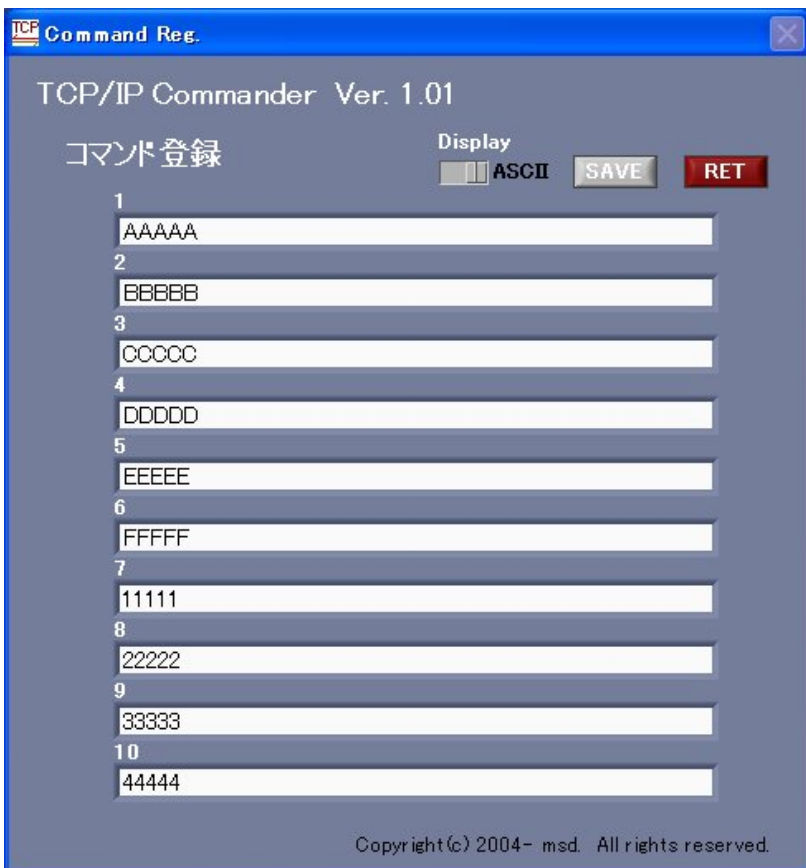 TCP Command Reg.
TCP/IP Commander Ver. 1.01
コマンド登録
Display
ASCII SAVE RET
1
AAAAA
2
BBBBB
3
CCCCC
4
DDDDD
5
EEEEE
6
FFFFF
7
11111
8
22222
9
33333
10
44444
Copyright(c) 2004- msd. All rights reserved.